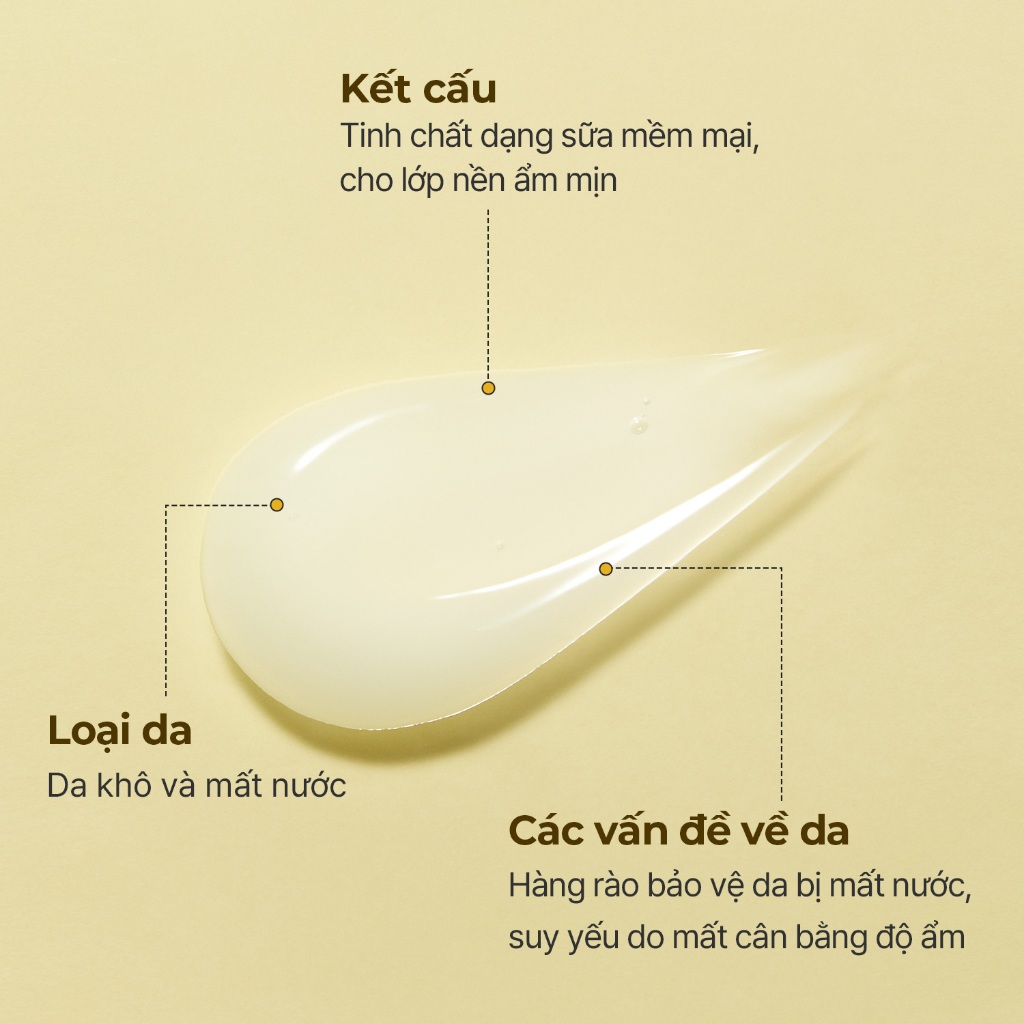 Kết cấu
Tinh chất dạng sữa mềm mại,
cho lớp nền ẩm mịn
Loại da
Da khô và mất nước
Các vấn đề về da
Hàng rào bảo vệ da bị mất nước,
suy yếu do mất cân bằng độ ẩm